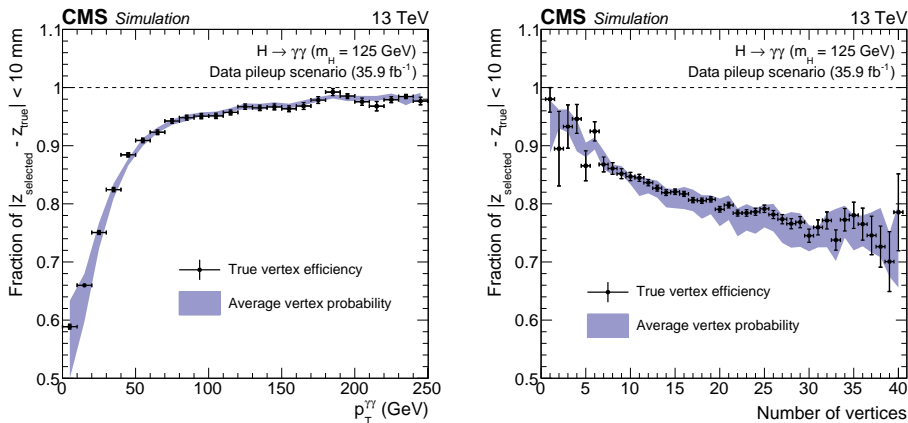 CMS Simulation 13 TeV
H → γγ (m_H = 125 GeV)
Data pileup scenario (35.9 fb⁻¹)
Fraction of |z_selected - z_true| < 10 mm
1.1
1
0.9
0.8
0.7
0.6
0.5
True vertex efficiency
Average vertex probability
0 50 100 150 200 250
p_T^γγ (GeV)
CMS Simulation 13 TeV
H → γγ (m_H = 125 GeV)
Data pileup scenario (35.9 fb⁻¹)
Fraction of |z_selected - z_true| < 10 mm
1.1
1
0.9
0.8
0.7
0.6
0.5
True vertex efficiency
Average vertex probability
0 5 10 15 20 25 30 35 40
Number of vertices